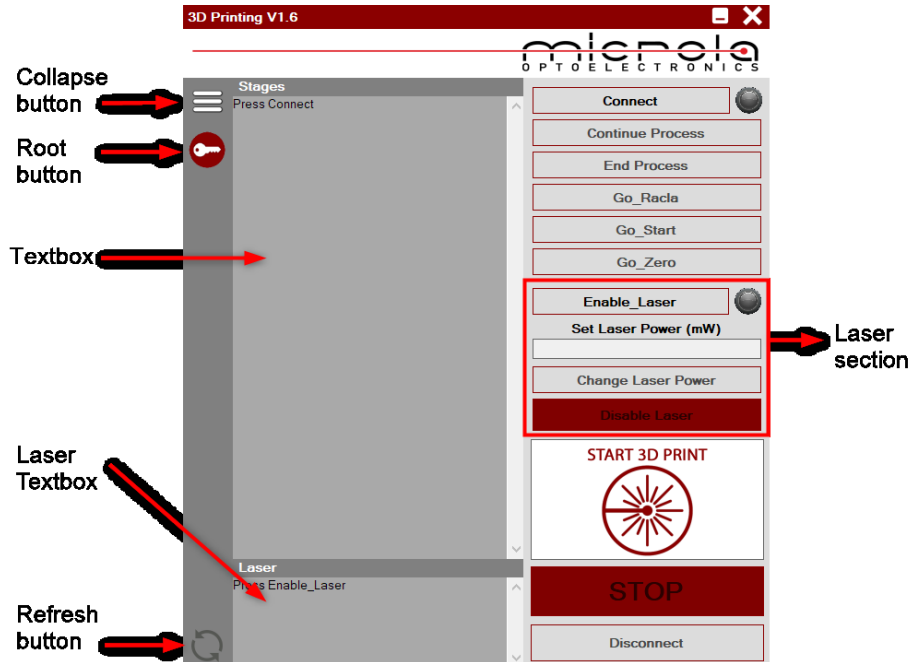 3D Printing V1.6
microla
OPTOELECTRONICS
Collapse
button
Root
button
Textbox
Laser
Textbox
Refresh
button
Stages
Press Connect
Laser
Press Enable_Laser
Connect
Continue Process
End Process
Go_Racla
Go_Start
Go_Zero
Enable_Laser
Set Laser Power (mW)
Change Laser Power
Disable Laser
START 3D PRINT
STOP
Disconnect
Laser
section